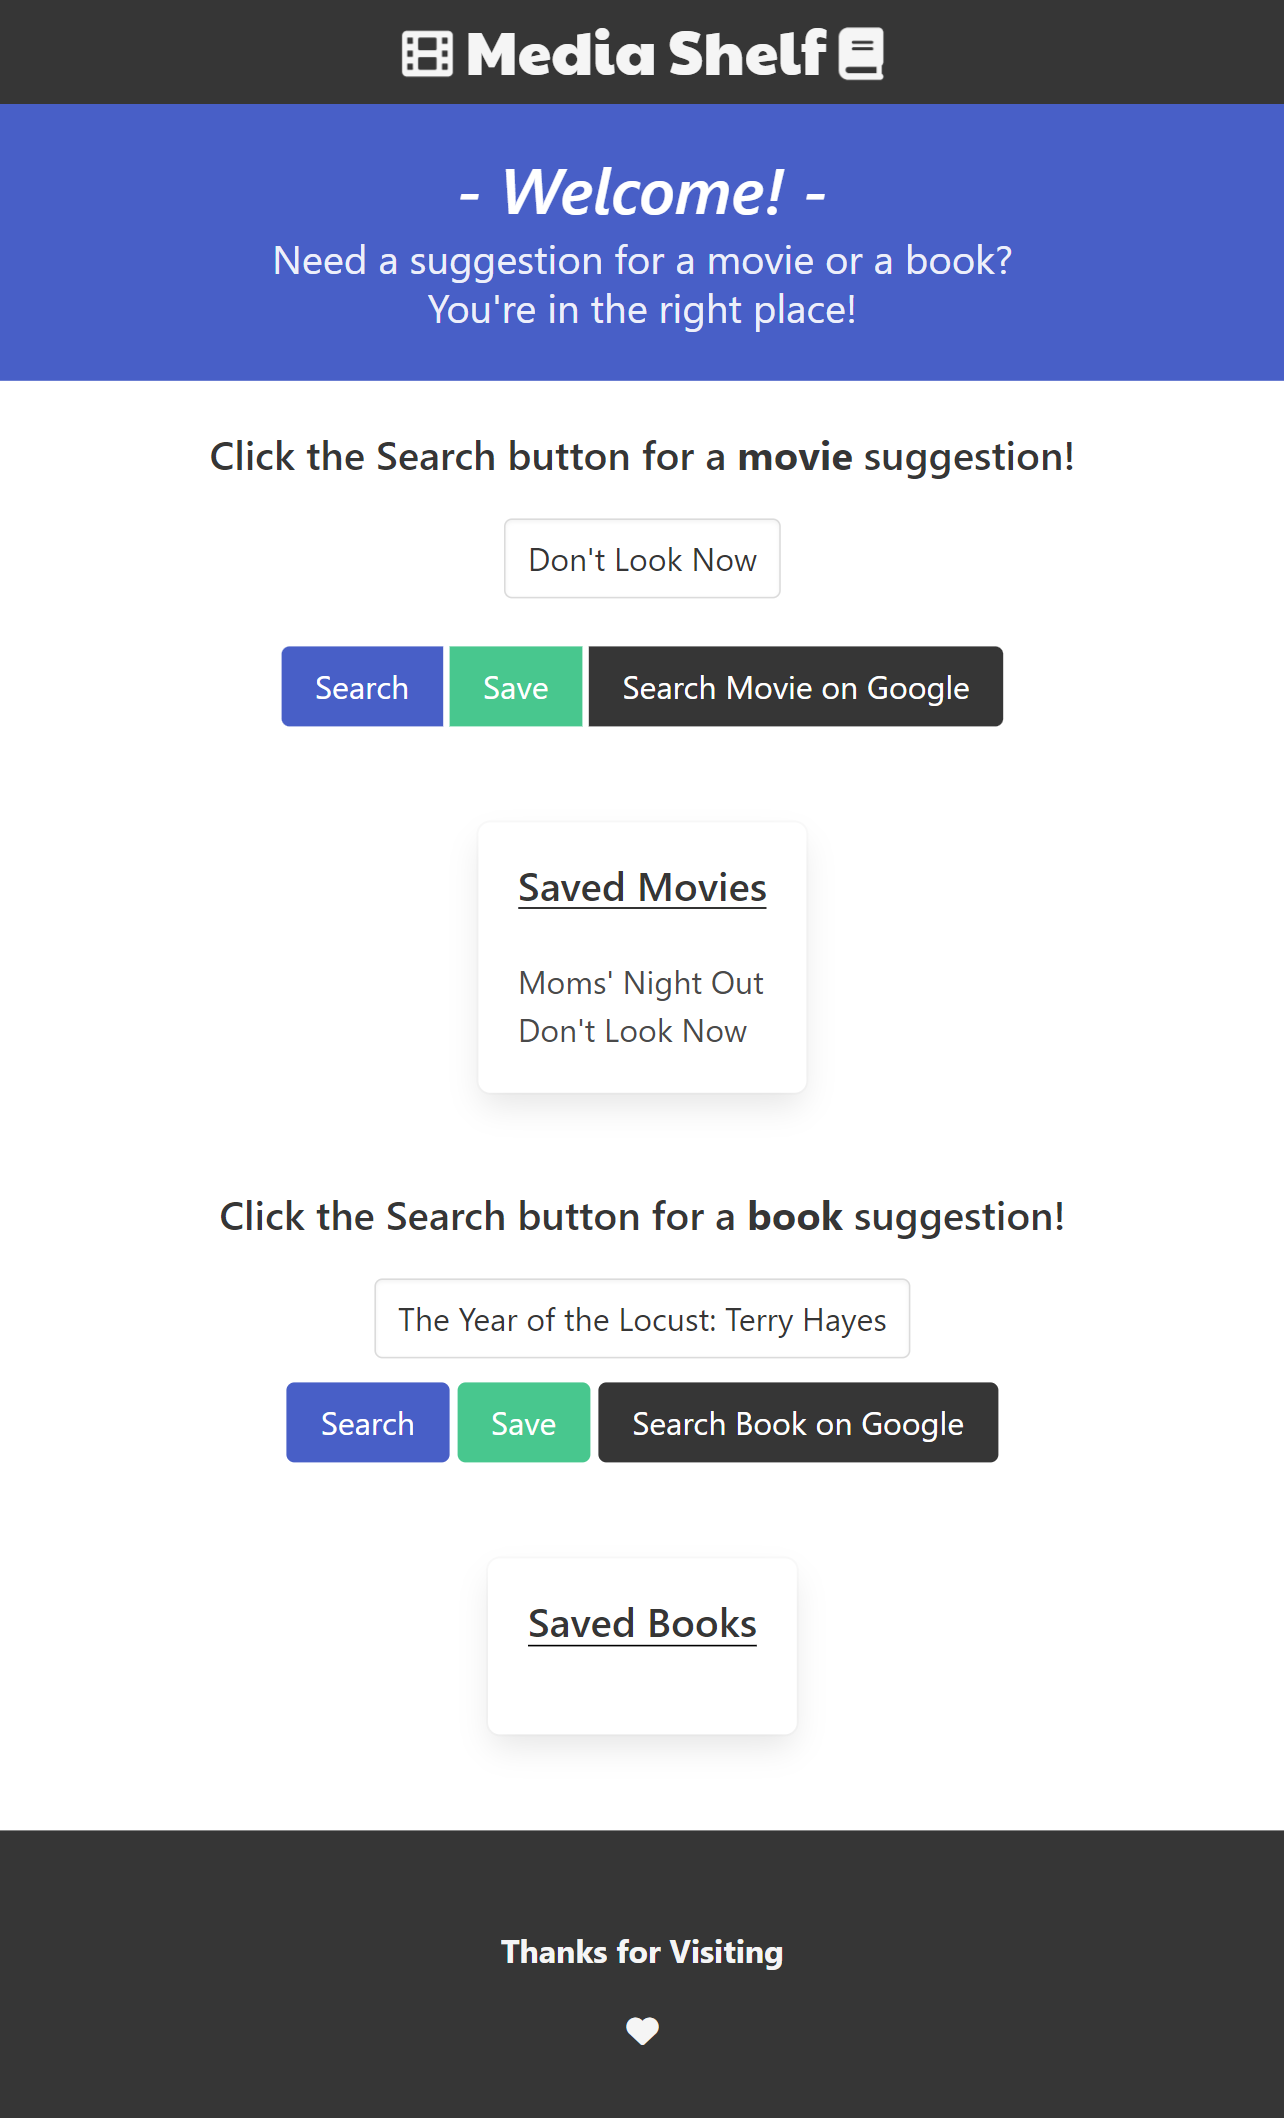 Media Shelf
- Welcome! -
Need a suggestion for a movie or a book?
You're in the right place!
Click the Search button for a movie suggestion!
Don't Look Now
Search Save Search Movie on Google
Saved Movies
Moms' Night Out
Don't Look Now
Click the Search button for a book suggestion!
The Year of the Locust: Terry Hayes
Search Save Search Book on Google
Saved Books
Thanks for Visiting